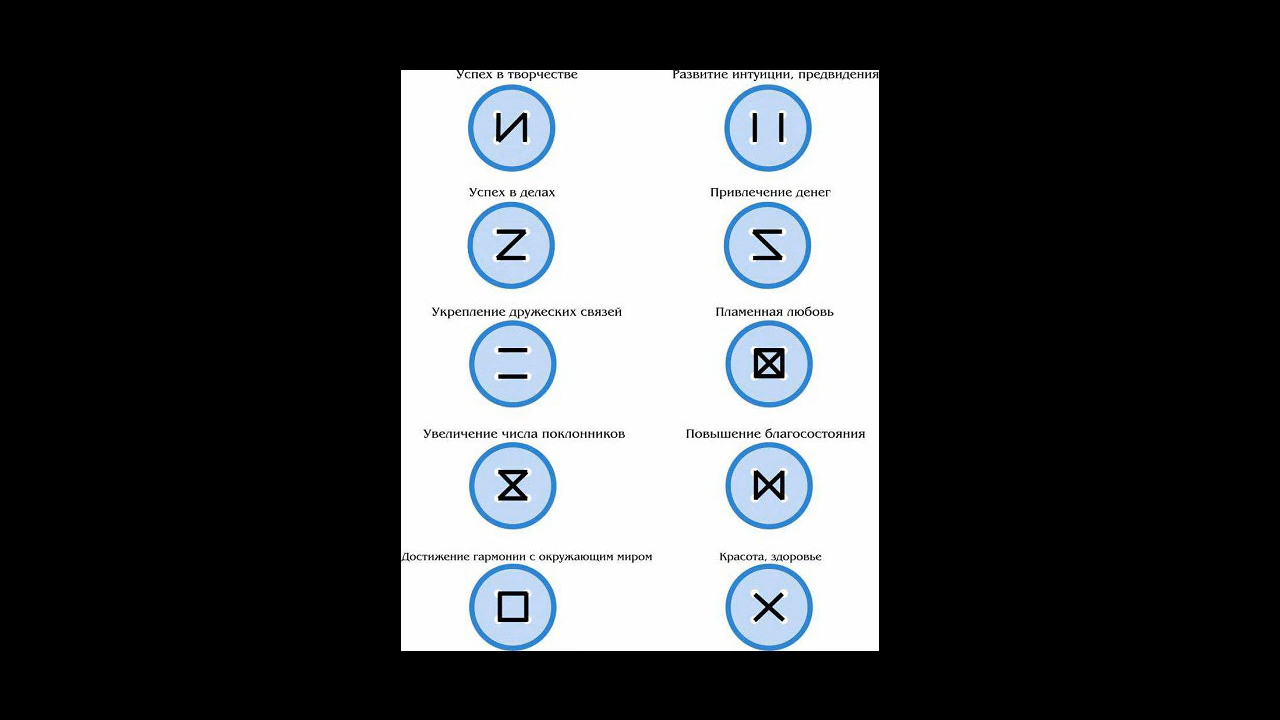 Успех в творчестве
Развитие интуиции, предвидения
Успех в делах
Привлечение денег
Укрепление дружеских связей
Пламенная любовь
Увеличение числа поклонников
Повышение благосостояния
Достижение гармонии с окружающим миром
Красота, здоровье